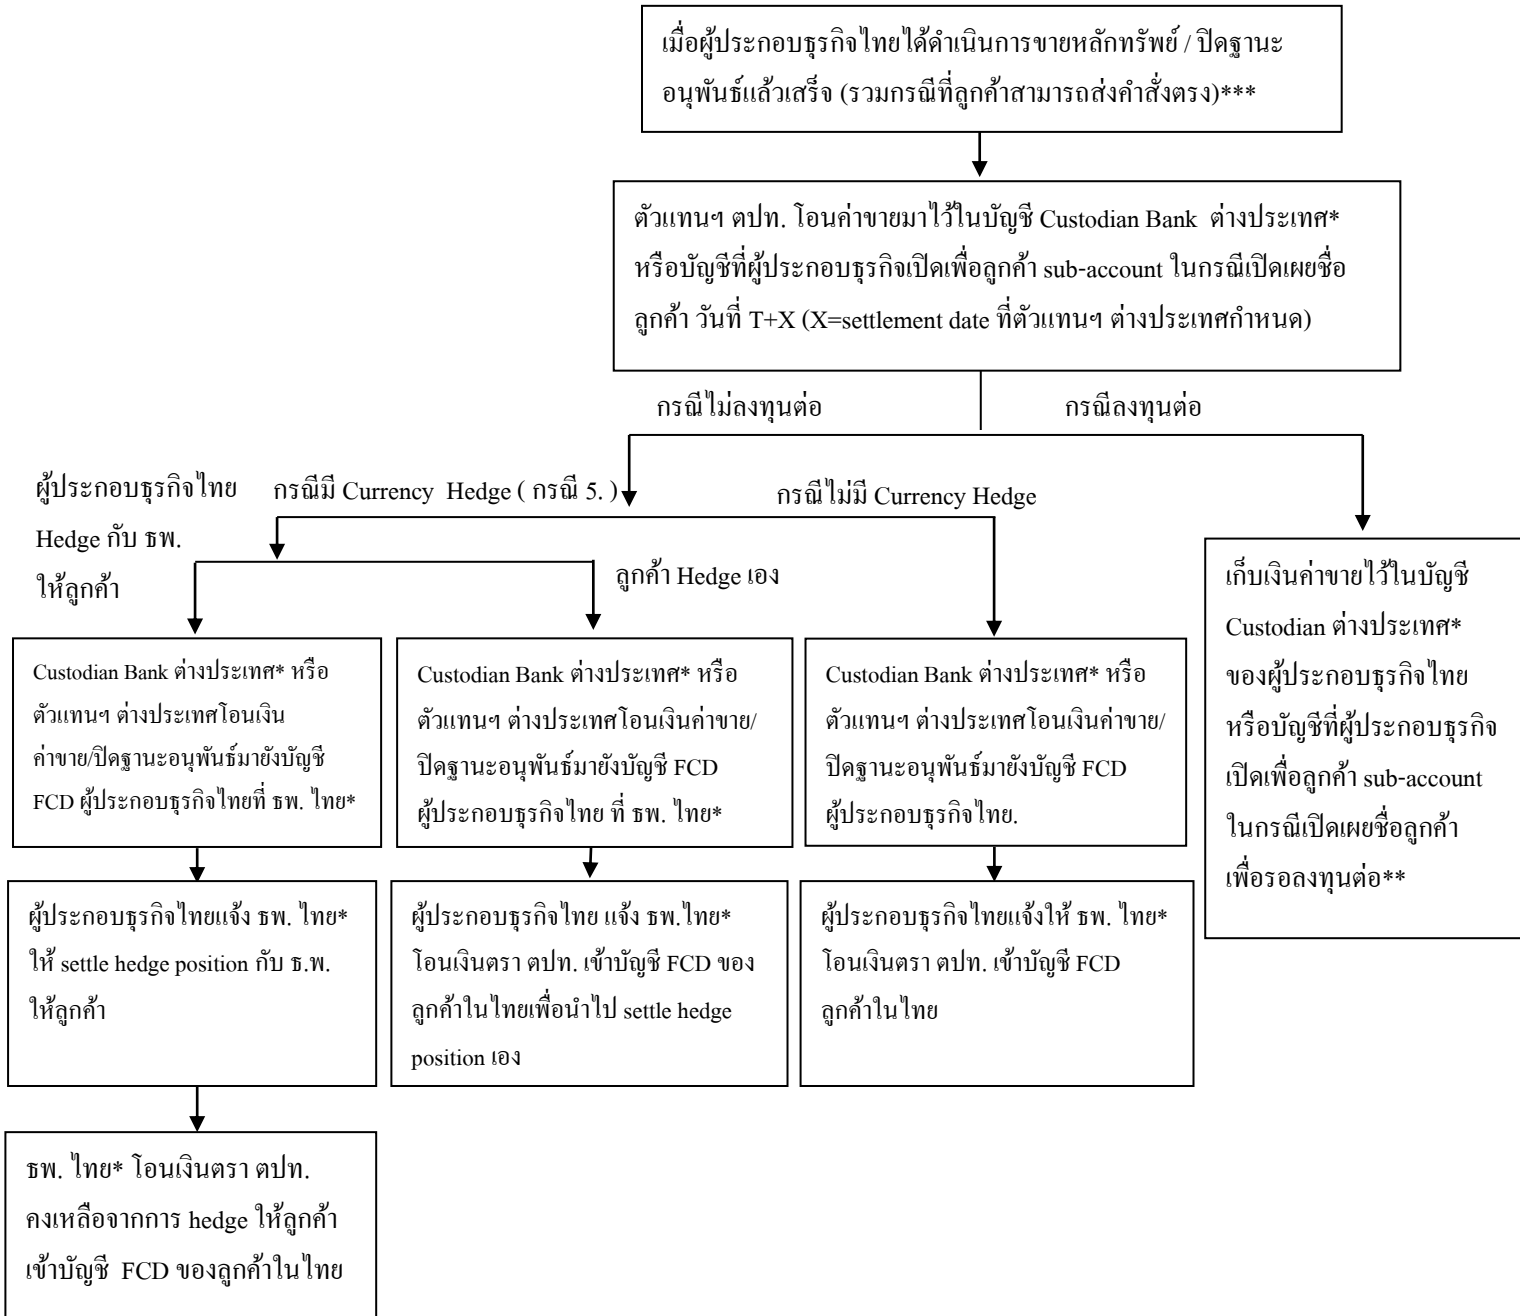 เมื่อผู้ประกอบธุรกิจไทยได้ดำเนินการขายหลักทรัพย์ / ปิดฐานะ
อนุพันธ์แล้วเสร็จ (รวมกรณีที่ลูกค้าสามารถส่งคำสั่งตรง)***
ตัวแทนฯ ตปท. โอนค่าขายมาไว้ในบัญชี Custodian Bank ต่างประเทศ*
หรือบัญชีที่ผู้ประกอบธุรกิจเปิดเพื่อลูกค้า sub-account ในกรณีเปิดเผยชื่อ
ลูกค้า วันที่ T+X (X=settlement date ที่ตัวแทนฯ ต่างประเทศกำหนด)
กรณีไม่ลงทุนต่อ
กรณีลงทุนต่อ
ผู้ประกอบธุรกิจไทย
Hedge กับ ธพ.
ให้ลูกค้า
กรณีมี Currency Hedge ( กรณี 5. )
กรณีไม่มี Currency Hedge
ลูกค้า Hedge เอง
Custodian Bank ต่างประเทศ* หรือ
ตัวแทนฯ ต่างประเทศโอนเงิน
ค่าขาย/ปิดฐานะอนุพันธ์มายังบัญชี
FCD ผู้ประกอบธุรกิจไทยที่ ธพ. ไทย*
Custodian Bank ต่างประเทศ* หรือ
ตัวแทนฯ ต่างประเทศโอนเงินค่าขาย/
ปิดฐานะอนุพันธ์มายังบัญชี FCD
ผู้ประกอบธุรกิจไทย ที่ ธพ. ไทย*
Custodian Bank ต่างประเทศ* หรือ
ตัวแทนฯ ต่างประเทศโอนเงินค่าขาย/
ปิดฐานะอนุพันธ์มายังบัญชี FCD
ผู้ประกอบธุรกิจไทย.
เก็บเงินค่าขายไว้ในบัญชี
Custodian ต่างประเทศ*
ของผู้ประกอบธุรกิจไทย
หรือบัญชีที่ผู้ประกอบธุรกิจ
เปิดเพื่อลูกค้า sub-account
ในกรณีเปิดเผยชื่อลูกค้า
เพื่อรอลงทุนต่อ**
ผู้ประกอบธุรกิจไทยแจ้ง ธพ. ไทย*
ให้ settle hedge position กับ ธ.พ.
ให้ลูกค้า
ผู้ประกอบธุรกิจไทย แจ้ง ธพ.ไทย*
โอนเงินตรา ตปท. เข้าบัญชี FCD ของ
ลูกค้าในไทยเพื่อนำไป settle hedge
position เอง
ผู้ประกอบธุรกิจไทยแจ้งให้ ธพ. ไทย*
โอนเงินตรา ตปท. เข้าบัญชี FCD
ลูกค้าในไทย
ธพ. ไทย* โอนเงินตรา ตปท.
คงเหลือจากการ hedge ให้ลูกค้า
เข้าบัญชี FCD ของลูกค้าในไทย